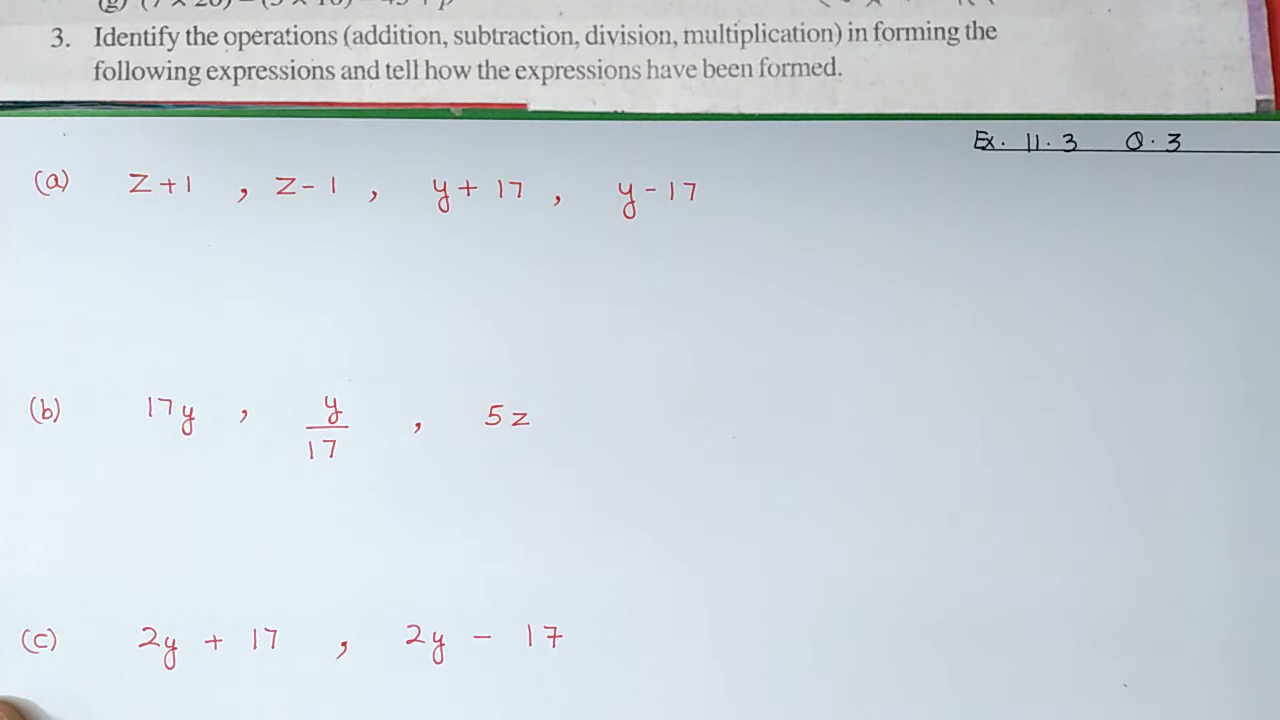 3. Identify the operations (addition, subtraction, division, multiplication) in forming the
following expressions and tell how the expressions have been formed.
Ex. 11.3 Q.3
(a) z+1 , z-1 , y+17 , y-17
(b) 17y , y/17 , 5z
(c) 2y + 17 , 2y - 17